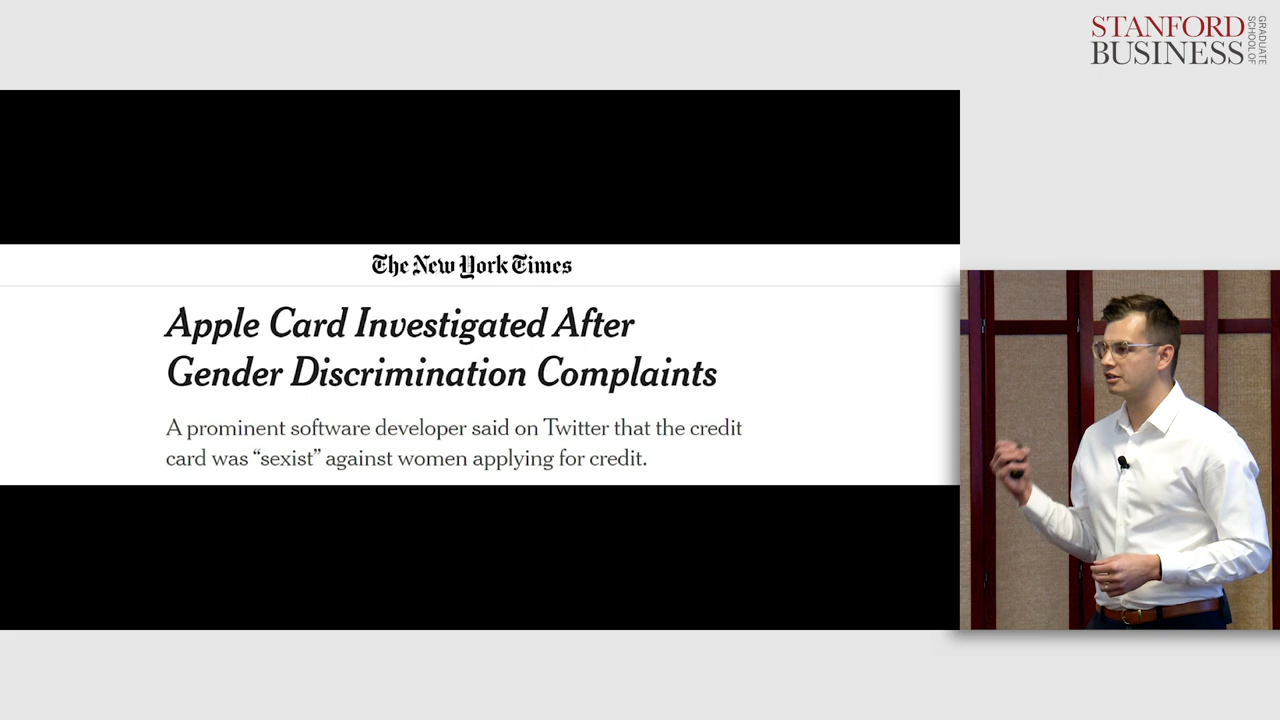 STANFORD
BUSINESS
GRADUATE
SCHOOL OF
The New York Times
Apple Card Investigated After
Gender Discrimination Complaints
A prominent software developer said on Twitter that the credit
card was “sexist” against women applying for credit.